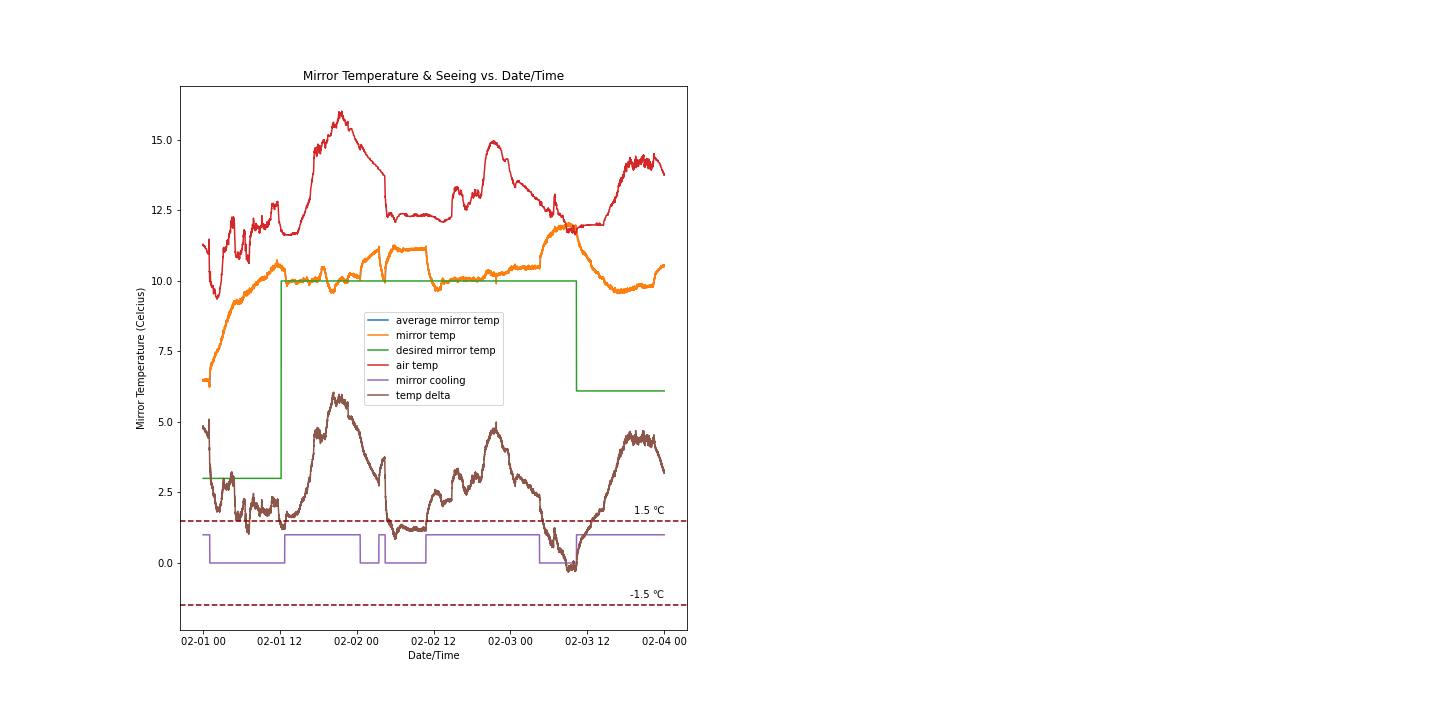 Mirror Temperature & Seeing vs. Date/Time
Mirror Temperature (Celcius)
15.0
12.5
10.0
7.5
5.0
2.5
0.0
average mirror temp
mirror temp
desired mirror temp
air temp
mirror cooling
temp delta
1.5 °C
-1.5 °C
02-01 00 02-01 12 02-02 00 02-02 12 02-03 00 02-03 12 02-04 00
Date/Time